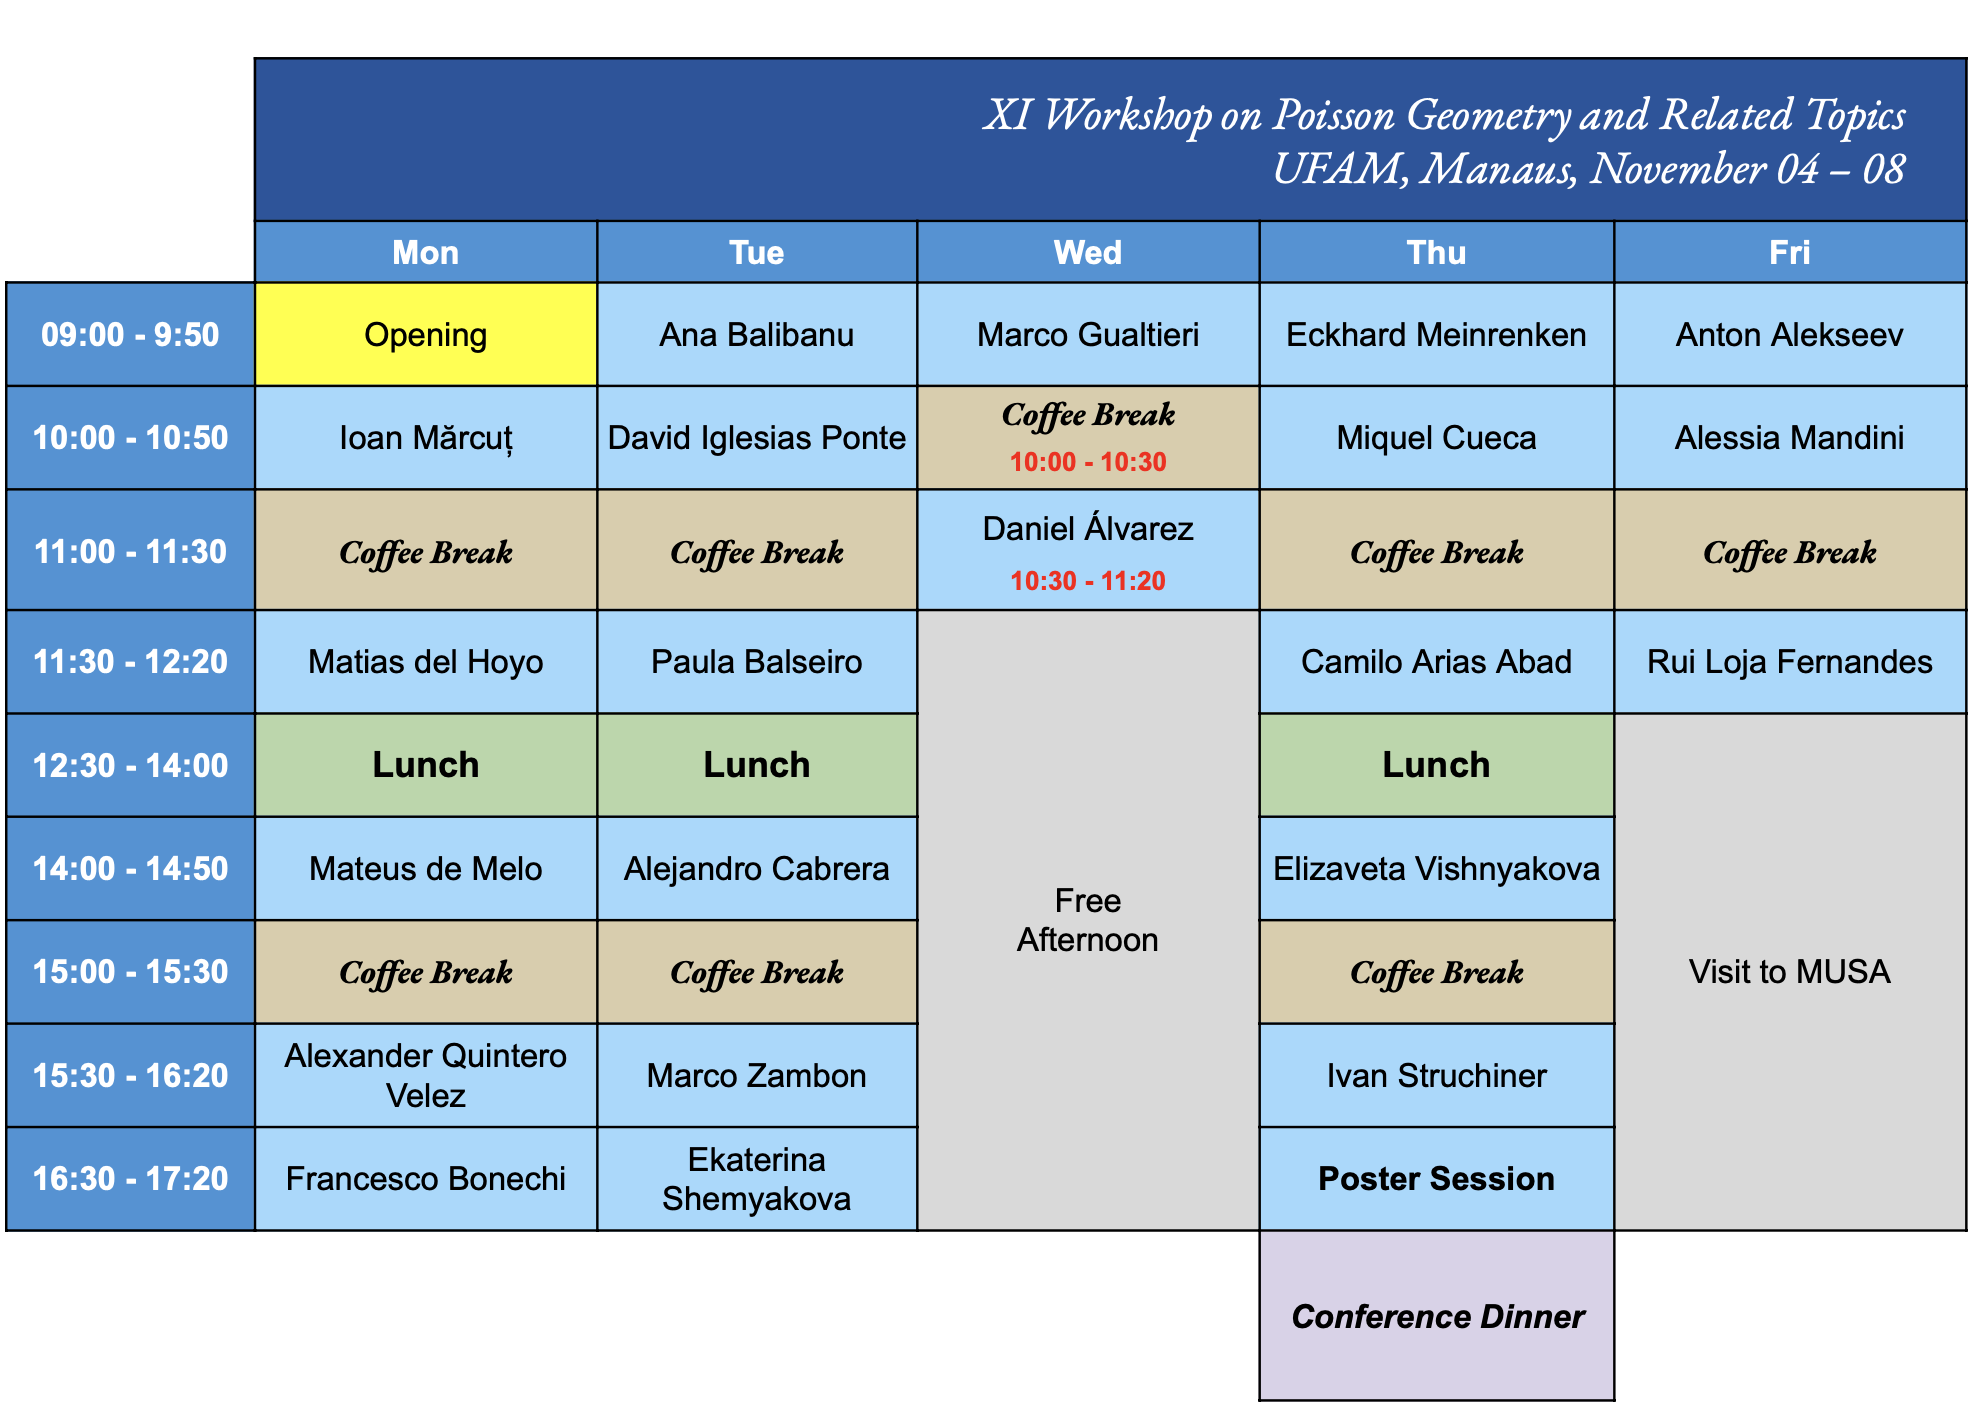 XI Workshop on Poisson Geometry and Related Topics
UFAM, Manaus, November 04 – 08
Mon
Tue
Wed
Thu
Fri
09:00 - 9:50
Opening
Ana Balibanu
Marco Gualtieri
Eckhard Meinrenken
Anton Alekseev
10:00 - 10:50
Ioan Mărcuț
David Iglesias Ponte
Coffee Break
10:00 - 10:30
Miquel Cueca
Alessia Mandini
11:00 - 11:30
Coffee Break
Coffee Break
Daniel Álvarez
10:30 - 11:20
Coffee Break
Coffee Break
11:30 - 12:20
Matias del Hoyo
Paula Balseiro
Camilo Arias Abad
Rui Loja Fernandes
12:30 - 14:00
Lunch
Lunch
Lunch
14:00 - 14:50
Mateus de Melo
Alejandro Cabrera
Free
Afternoon
Elizaveta Vishnyakova
15:00 - 15:30
Coffee Break
Coffee Break
Coffee Break
Visit to MUSA
15:30 - 16:20
Alexander Quintero
Velez
Marco Zambon
Ivan Struchiner
16:30 - 17:20
Francesco Bonechi
Ekaterina
Shemyakova
Poster Session
Conference Dinner